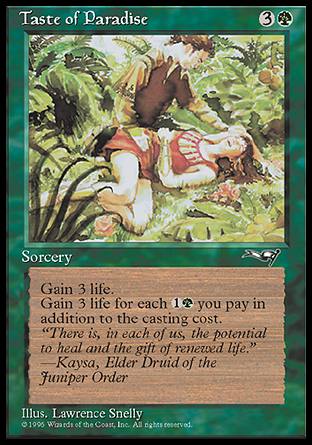 Taste of Paradise 3
Sorcery
Gain 3 life.
Gain 3 life for each 1 you pay in
addition to the casting cost.
"There is, in each of us, the potential
to heal and the gift of renewed life."
—Kaysa, Elder Druid of the
Juniper Order
Illus. Lawrence Snelly
© 1996 Wizards of the Coast, Inc. All rights reserved.